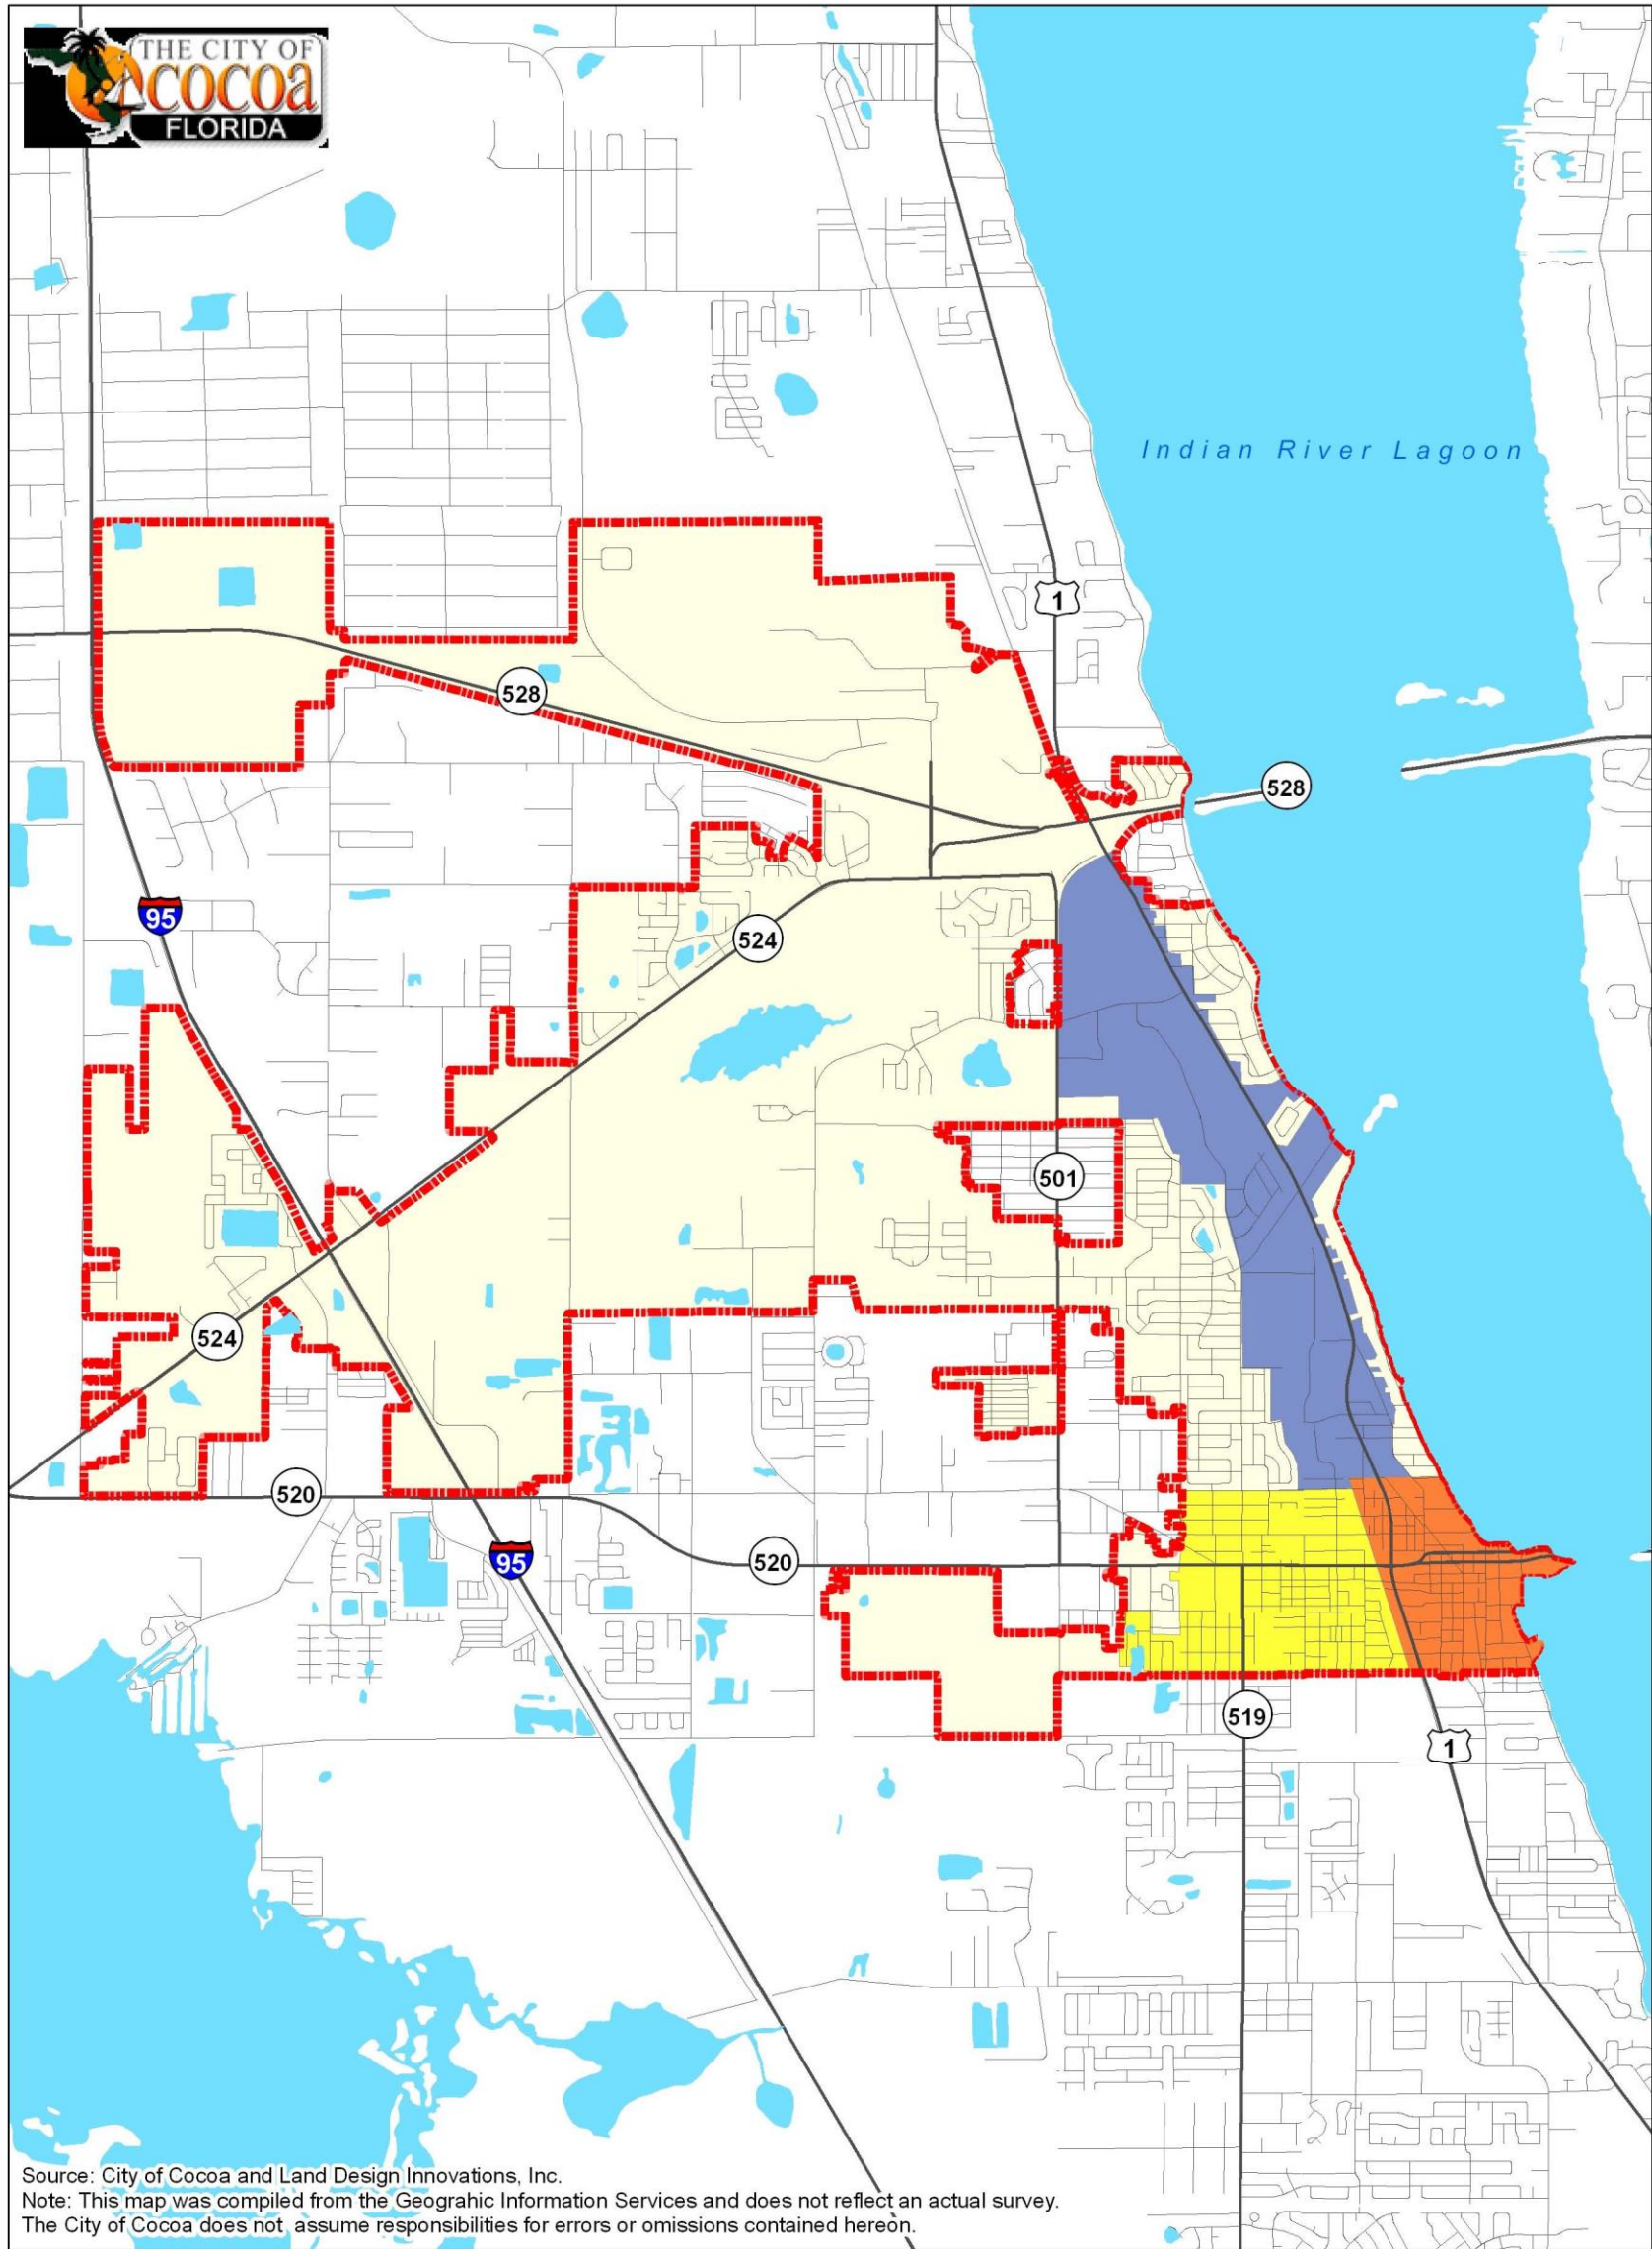 THE CITY OF
COCOA
FLORIDA
Indian River Lagoon
1
528
528
95
524
501
524
520
95
520
519
1
Source: City of Cocoa and Land Design Innovations, Inc.
Note: This map was compiled from the Geograhic Information Services and does not reflect an actual survey.
The City of Cocoa does not assume responsibilities for errors or omissions contained hereon.